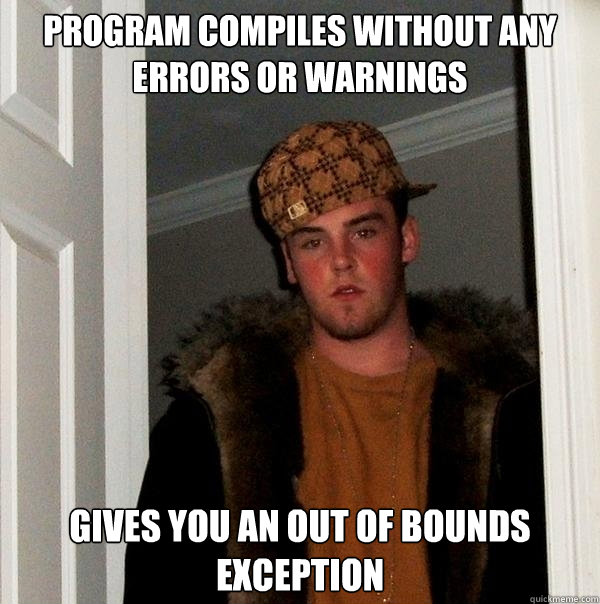 PROGRAM COMPILES WITHOUT ANY
ERRORS OR WARNINGS
GIVES YOU AN OUT OF BOUNDS
EXCEPTION
quickmeme.com